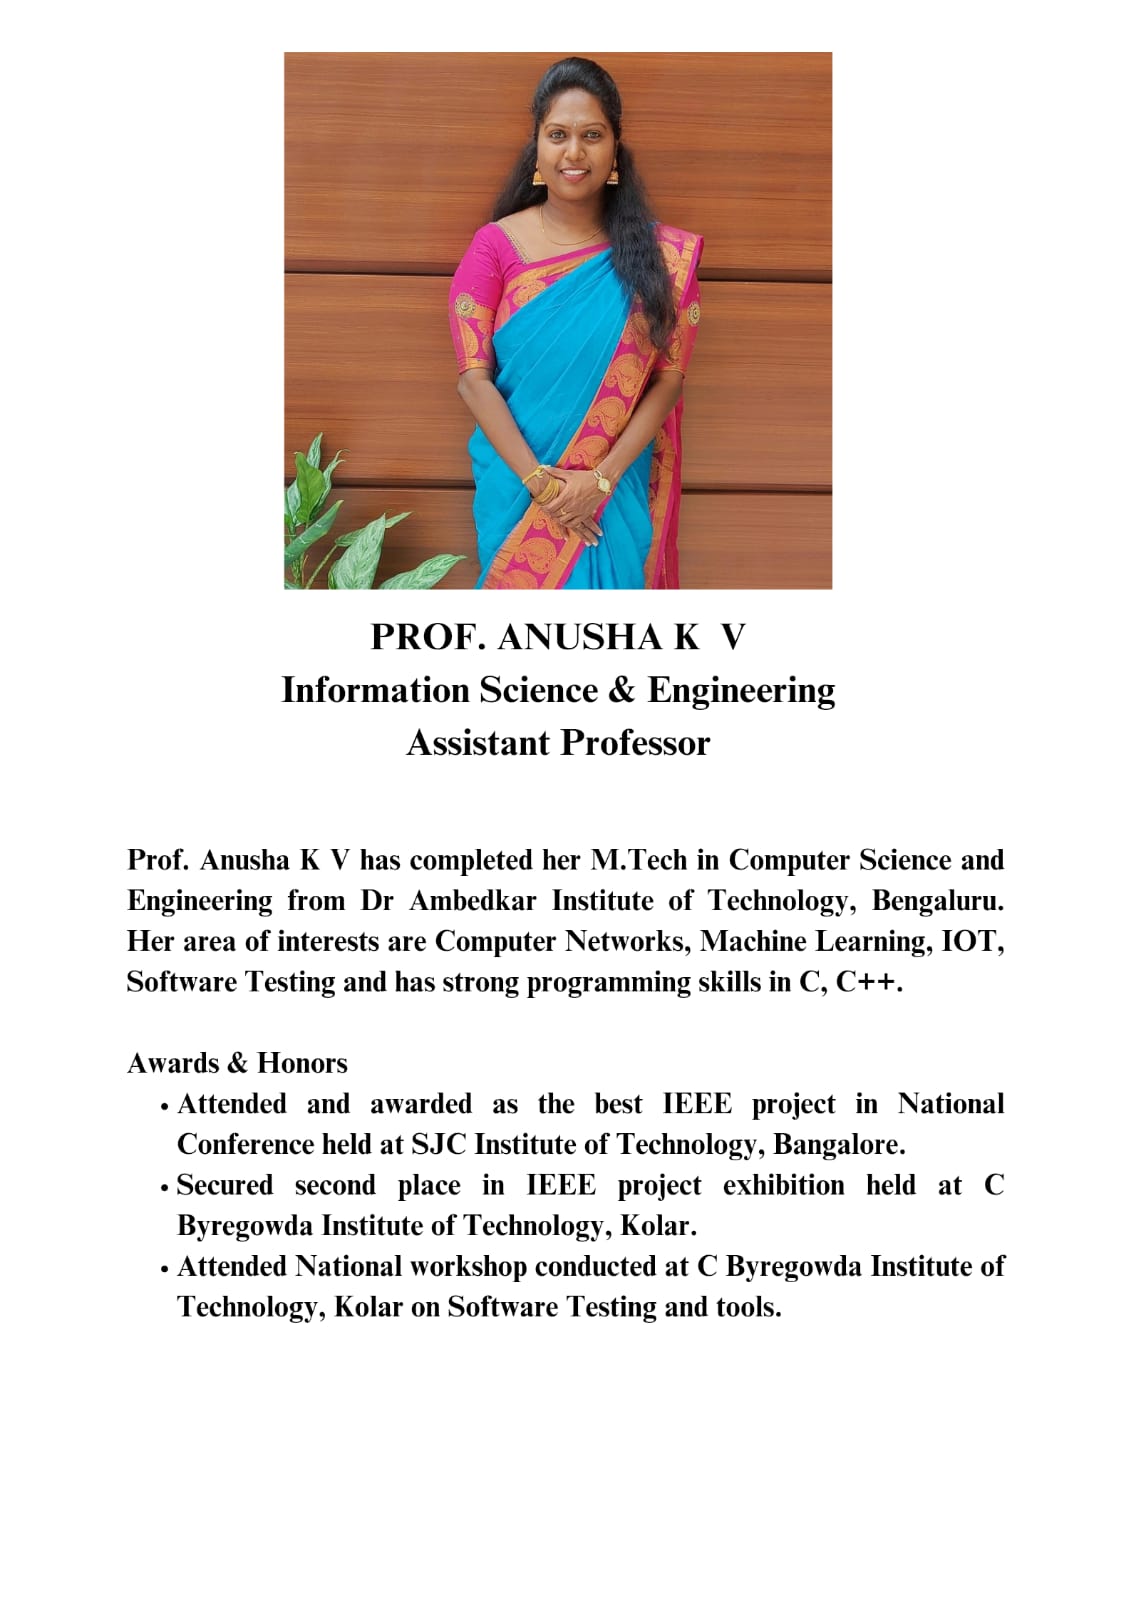 PROF. ANUSHA K V
Information Science & Engineering
Assistant Professor
Prof. Anusha K V has completed her M.Tech in Computer Science and
Engineering from Dr Ambedkar Institute of Technology, Bengaluru.
Her area of interests are Computer Networks, Machine Learning, IOT,
Software Testing and has strong programming skills in C, C++.
Awards & Honors
• Attended and awarded as the best IEEE project in National
Conference held at SJC Institute of Technology, Bangalore.
• Secured second place in IEEE project exhibition held at C
Byregowda Institute of Technology, Kolar.
• Attended National workshop conducted at C Byregowda Institute of
Technology, Kolar on Software Testing and tools.